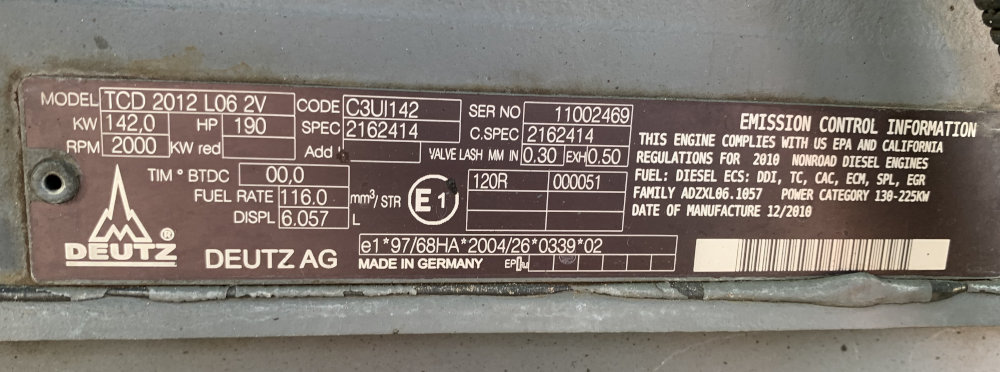 MODEL TCD 2012 L06 2V CODE C3UI142 SER NO 11002469
KW 142,0 HP 190 SPEC 2162414 C.SPEC 2162414
RPM 2000 KW red Add VALVE LASH MM IN 0.30 EXH 0.50
TIM ° BTDC 00,0 120R 000051
FUEL RATE 116.0 mm³/STR E1
DISPL 6.057 L
DEUTZ ®
DEUTZ AG
e1*97/68HA*2004/26*0339*02
MADE IN GERMANY
EMISSION CONTROL INFORMATION
THIS ENGINE COMPLIES WITH US EPA AND CALIFORNIA
REGULATIONS FOR 2010 NONROAD DIESEL ENGINES
FUEL: DIESEL ECS: DDI, TC, CAC, ECM, SPL, EGR
FAMILY ADZXL06.1057 POWER CATEGORY 130-225KW
DATE OF MANUFACTURE 12/2010